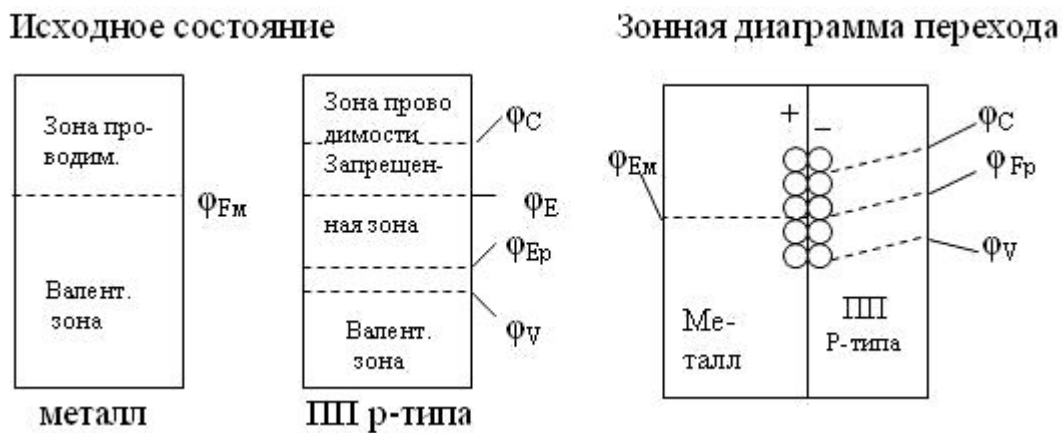 Исходное состояние
Зонная диаграмма перехода
Зона про-
водим.
φFм
Валент.
зона
металл
Зона прово
димости
φC
Запрещен-
φE
ная зона
φEp
φV
Валент.
зона
ПП р-типа
+ –
φC
φEм
φFp
φV
Ме-
талл
ПП
Р-типа